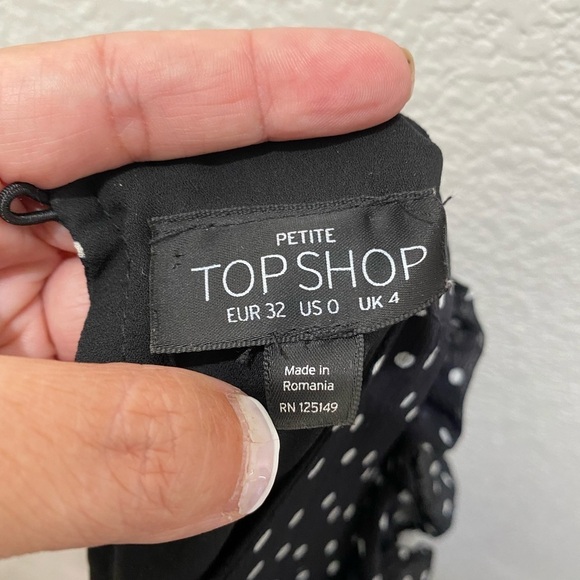 PETITE
TOPSHOP
EUR 32 US 0 UK 4
Made in
Romania
RN 125149